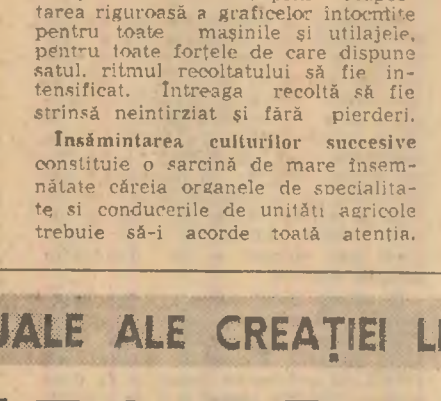 tarea riguroasă a graficelor întocmite
pentru toate mașinile și utilajele,
pentru toate forțele de care dispune
satul, ritmul recoltatului să fie in-
tensificat. Întreaga recoltă să fie
strînsă neîntîrziat și fără pierderi.
Însămînțarea culturilor succesive
constituie o sarcină de mare însem-
nătate căreia organele de specialita-
te și conducerile de unități agricole
trebuie să-i acorde toată atenția.
UALE ALE CREAȚIEI L